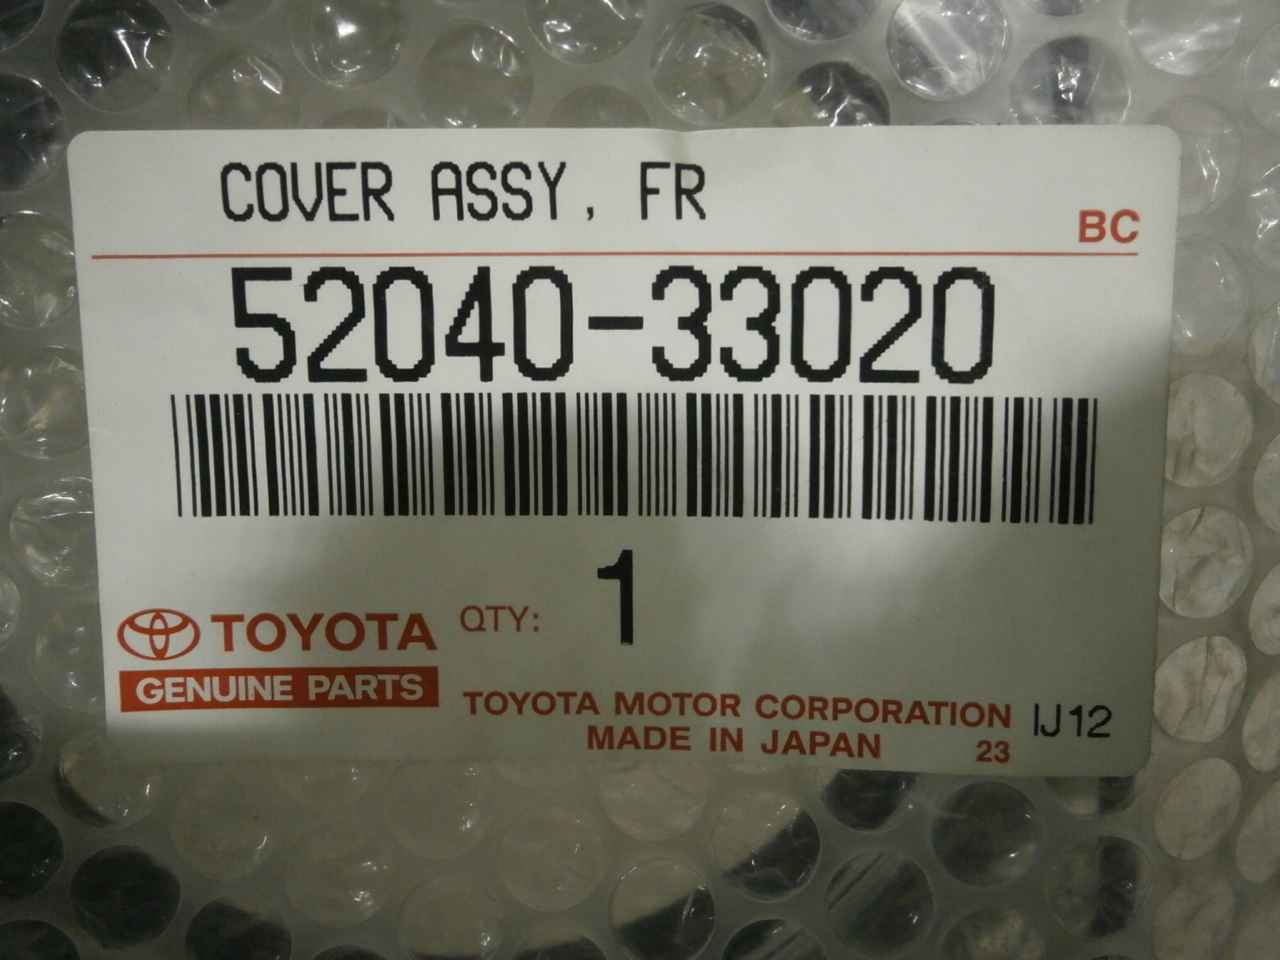 COVER ASSY, FR
BC
52040-33020
1
TOYOTA QTY:
GENUINE PARTS
TOYOTA MOTOR CORPORATION IJ12
MADE IN JAPAN 23